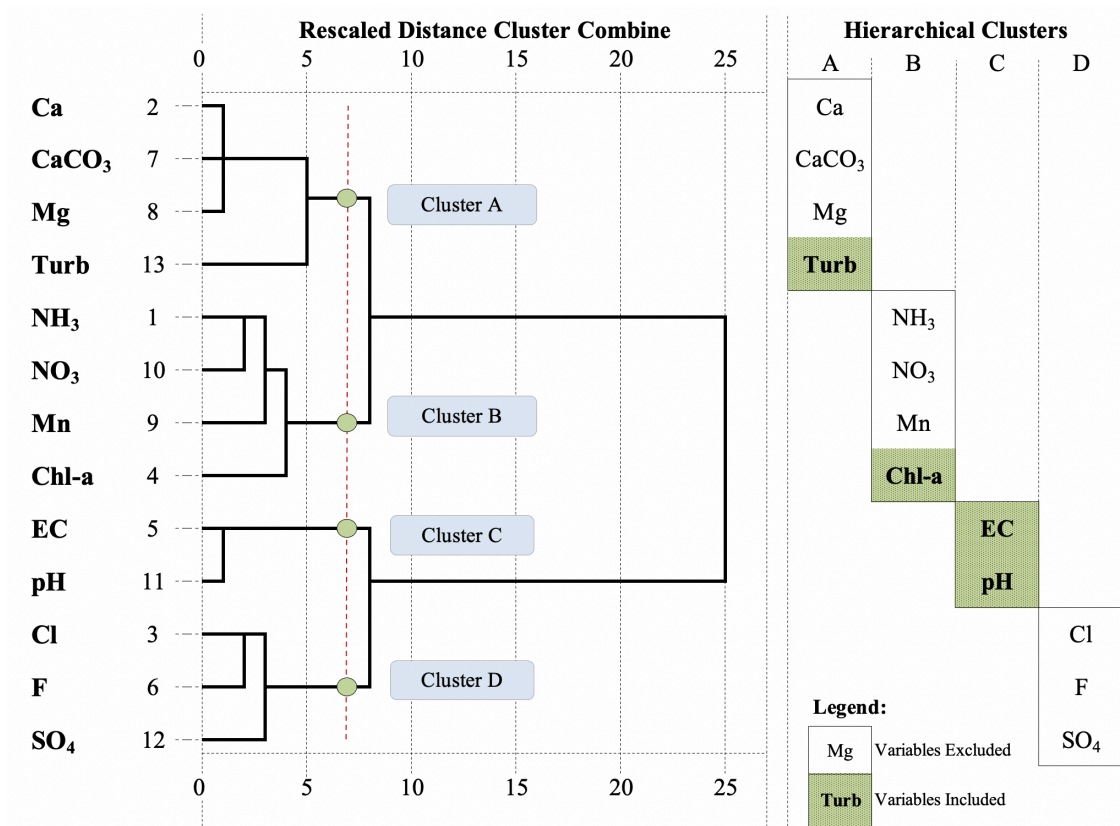 Rescaled Distance Cluster Combine
Hierarchical Clusters
0 5 10 15 20 25
A B C D
Ca 2
CaCO₃ 7
Mg 8
Turb 13
NH₃ 1
NO₃ 10
Mn 9
Chl-a 4
EC 5
pH 11
Cl 3
F 6
SO₄ 12
Cluster A
Cluster B
Cluster C
Cluster D
0 5 10 15 20 25
Ca
CaCO₃
Mg
Turb
NH₃
NO₃
Mn
Chl-a
EC
pH
Cl
F
SO₄
Legend:
Mg Variables Excluded
Turb Variables Included